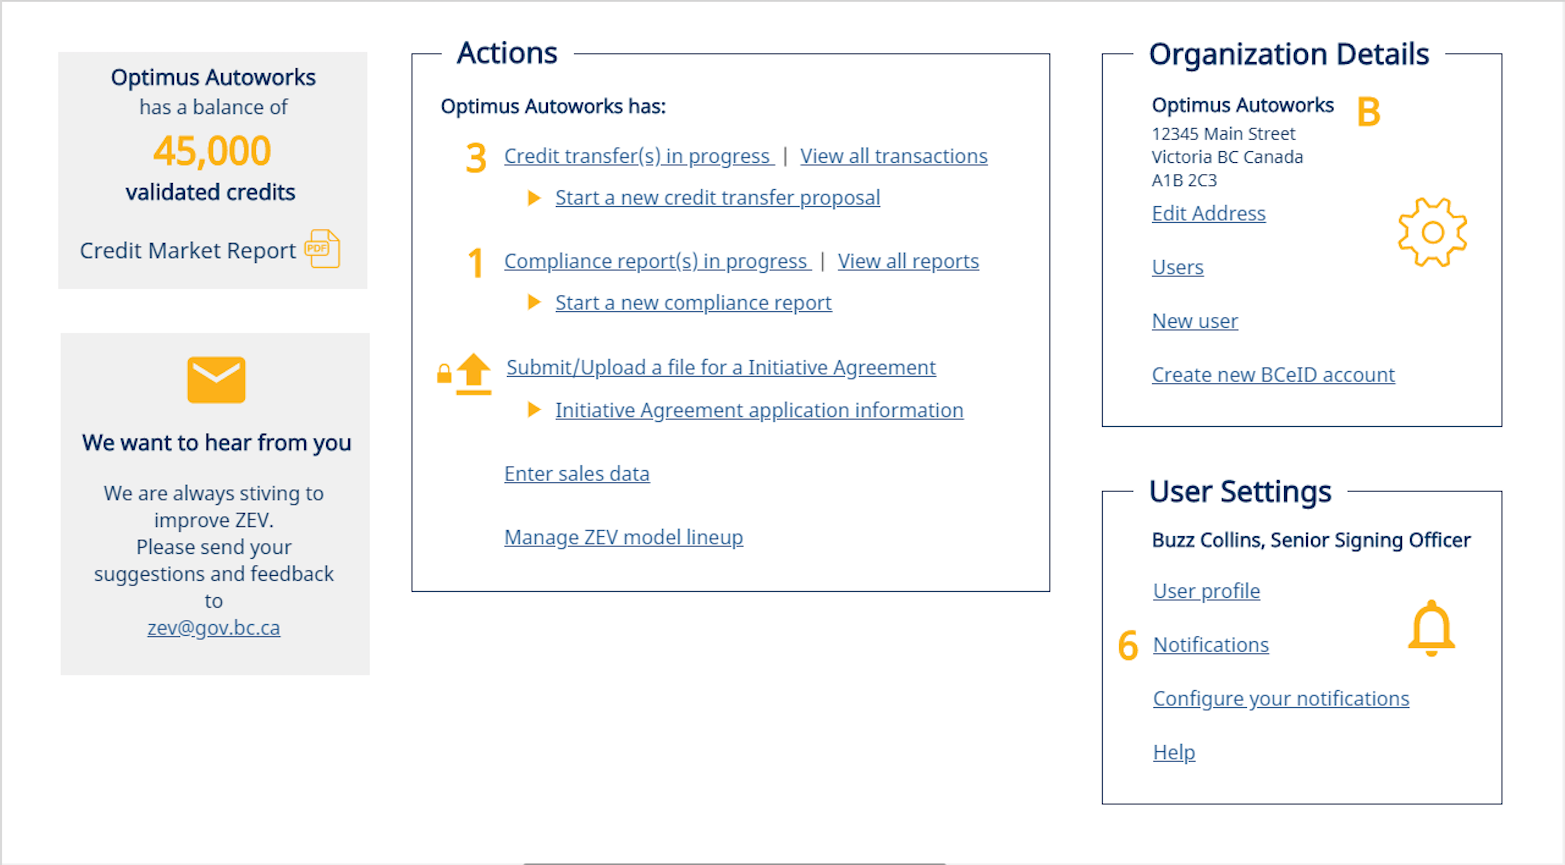 Optimus Autoworks
has a balance of
45,000
validated credits
Credit Market Report PDF
We want to hear from you
We are always stiving to
improve ZEV.
Please send your
suggestions and feedback
to
zev@gov.bc.ca
Actions
Optimus Autoworks has:
3 Credit transfer(s) in progress | View all transactions
Start a new credit transfer proposal
1 Compliance report(s) in progress | View all reports
Start a new compliance report
Submit/Upload a file for a Initiative Agreement
Initiative Agreement application information
Enter sales data
Manage ZEV model lineup
Organization Details
Optimus Autoworks B
12345 Main Street
Victoria BC Canada
A1B 2C3
Edit Address
Users
New user
Create new BCeID account
User Settings
Buzz Collins, Senior Signing Officer
User profile
6 Notifications
Configure your notifications
Help